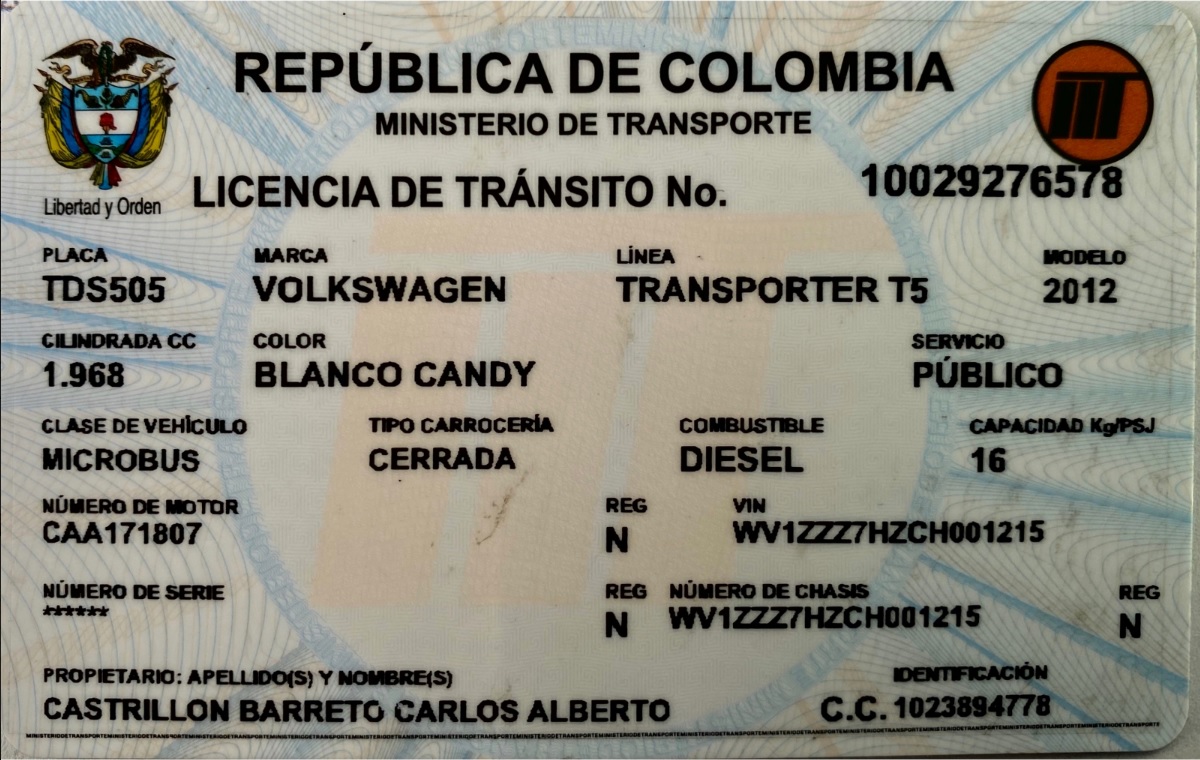 REPÚBLICA DE COLOMBIA
MINISTERIO DE TRANSPORTE
Libertad y Orden
LICENCIA DE TRÁNSITO No. 10029276578
PLACA MARCA LÍNEA MODELO
TDS505 VOLKSWAGEN TRANSPORTER T5 2012
CILINDRADA CC COLOR SERVICIO
1.968 BLANCO CANDY PÚBLICO
CLASE DE VEHÍCULO TIPO CARROCERÍA COMBUSTIBLE CAPACIDAD Kg/PSJ
MICROBUS CERRADA DIESEL 16
NÚMERO DE MOTOR REG VIN
CAA171807 N WV1ZZZ7HZCH001215
NÚMERO DE SERIE REG NÚMERO DE CHASIS REG
****** N WV1ZZZ7HZCH001215 N
PROPIETARIO: APELLIDO(S) Y NOMBRE(S) IDENTIFICACIÓN
CASTRILLON BARRETO CARLOS ALBERTO C.C. 1023894778